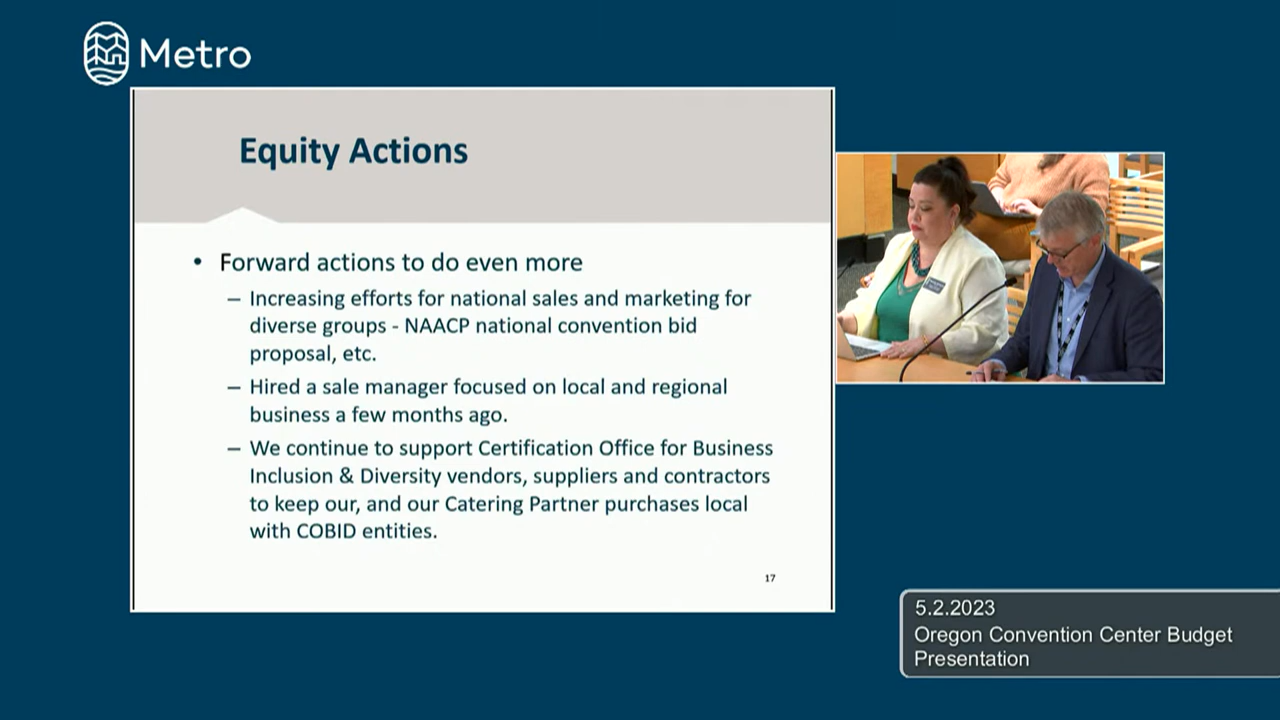 Metro
Equity Actions
• Forward actions to do even more
– Increasing efforts for national sales and marketing for
diverse groups - NAACP national convention bid
proposal, etc.
– Hired a sale manager focused on local and regional
business a few months ago.
– We continue to support Certification Office for Business
Inclusion & Diversity vendors, suppliers and contractors
to keep our, and our Catering Partner purchases local
with COBID entities.
17
5.2.2023
Oregon Convention Center Budget
Presentation